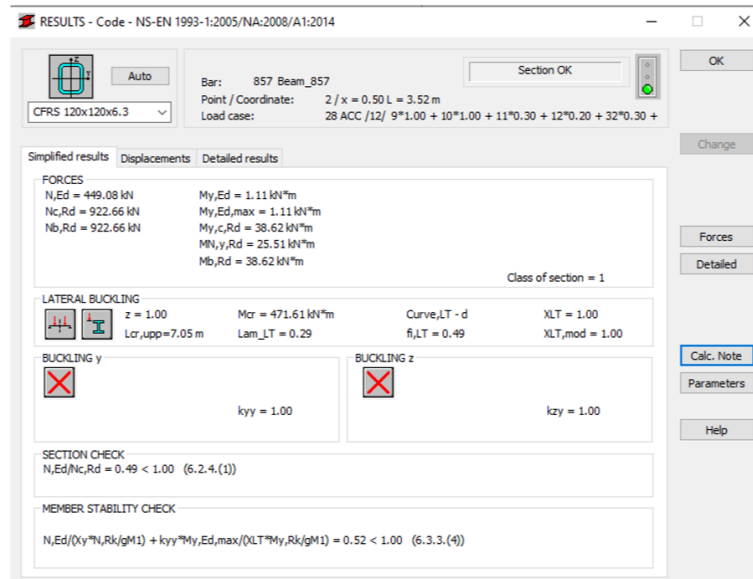 RESULTS - Code - NS-EN 1993-1:2005/NA:2008/A1:2014
Auto
CFRS 120x120x6.3
Bar: 857 Beam_857
Point / Coordinate: 2 / x = 0.50 L = 3.52 m
Load case: 28 ACC /12/ 9*1.00 + 10*1.00 + 11*0.30 + 12*0.20 + 32*0.30 +
Section OK
OK
Change
Simplified results Displacements Detailed results
FORCES
N,Ed = 449.08 kN My,Ed = 1.11 kN*m
Nc,Rd = 922.66 kN My,Ed,max = 1.11 kN*m
Nb,Rd = 922.66 kN My,c,Rd = 38.62 kN*m
MN,y,Rd = 25.51 kN*m
Mb,Rd = 38.62 kN*m
Class of section = 1
Forces
Detailed
LATERAL BUCKLING
z = 1.00 Mcr = 471.61 kN*m Curve,LT - d XLT = 1.00
Lcr,upp=7.05 m Lam_LT = 0.29 fi,LT = 0.49 XLT,mod = 1.00
BUCKLING y BUCKLING z
kyy = 1.00 kzy = 1.00
Calc. Note
Parameters
Help
SECTION CHECK
N,Ed/Nc,Rd = 0.49 < 1.00 (6.2.4.(1))
MEMBER STABILITY CHECK
N,Ed/(Xy*N,Rk/gM1) + kyy*My,Ed,max/(XLT*My,Rk/gM1) = 0.52 < 1.00 (6.3.3.(4))